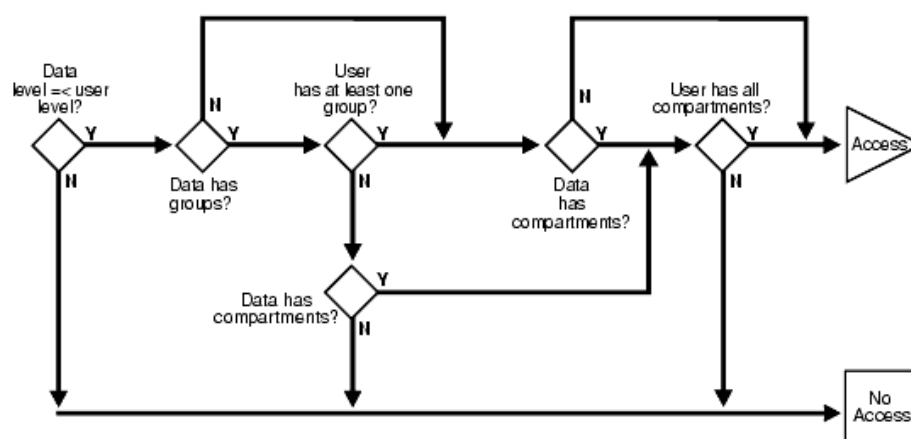 Data
level =< user
level?
User
has at least one
group?
User has all
compartments?
N
N
Y
Y
Y
Y
Y
Access
N
Data has
groups?
N
Data
has
compartments?
N
Data has
compartments?
Y
N
No
Access